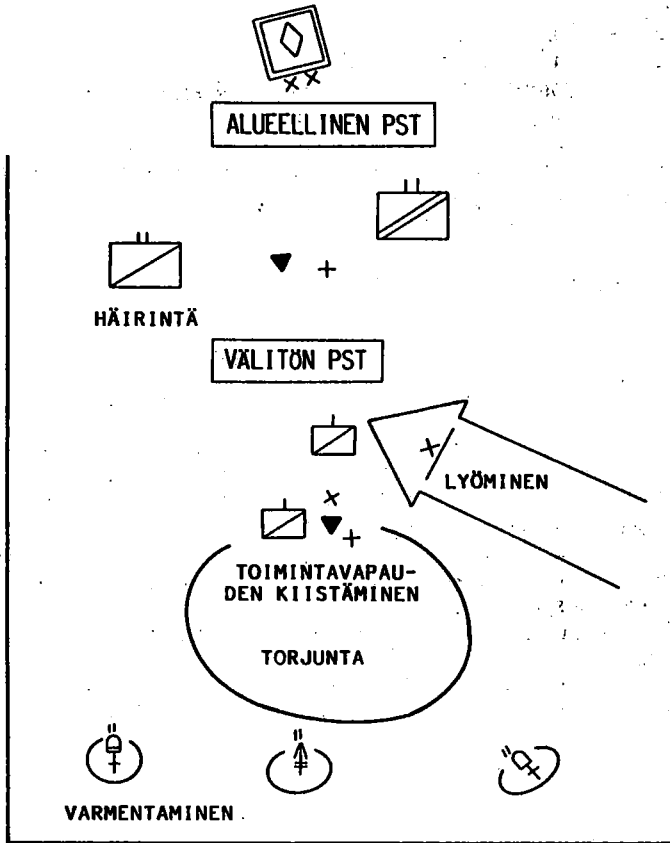 ALUEELLINEN PST
HÄIRINTÄ
VÄLITÖN PST
LYÖMINEN
TOIMINTAVAPAU-
DEN KIISTÄMINEN
TORJUNTA
VARMENTAMINEN